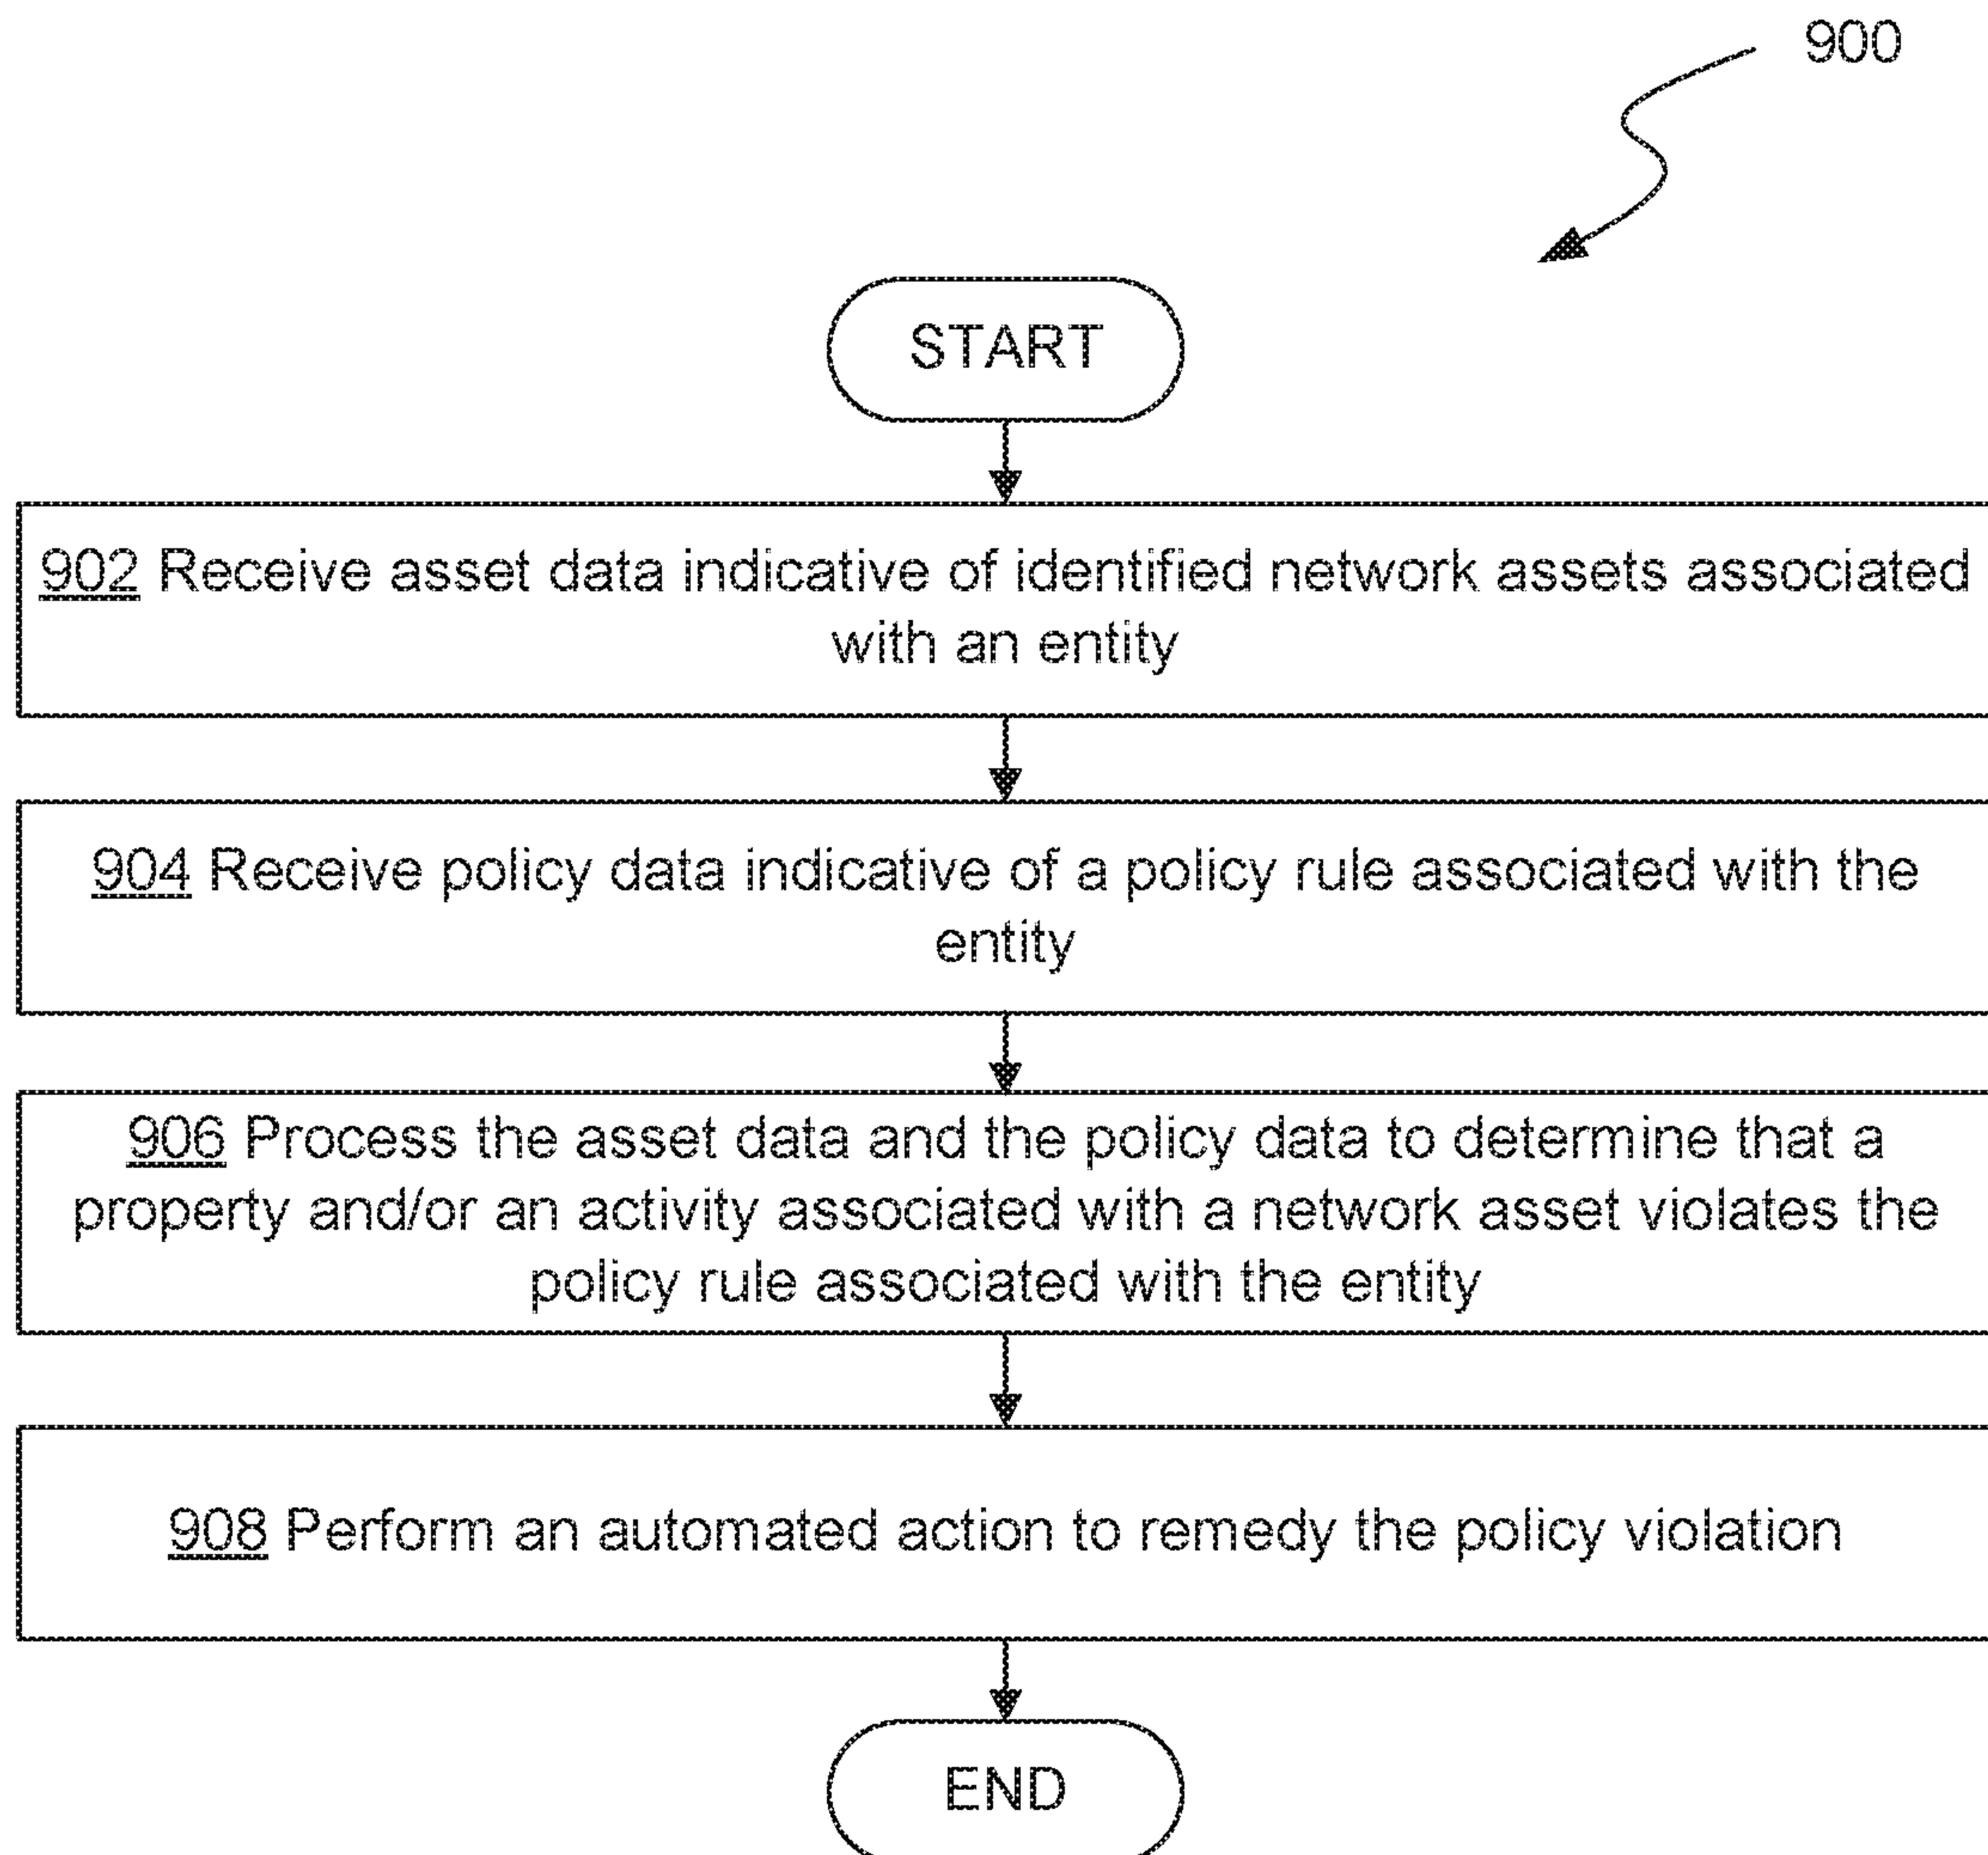 900
START
902 Receive asset data indicative of identified network assets associated
with an entity
904 Receive policy data indicative of a policy rule associated with the
entity
906 Process the asset data and the policy data to determine that a
property and/or an activity associated with a network asset violates the
policy rule associated with the entity
908 Perform an automated action to remedy the policy violation
END